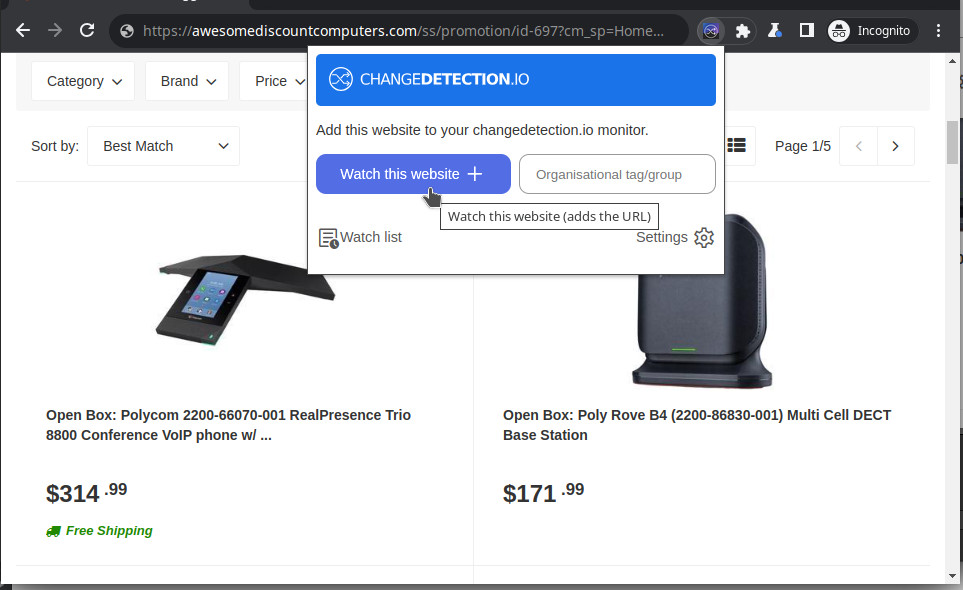 https://awesomediscountcomputers.com/ss/promotion/id-697?cm_sp=Home...
Incognito
Category
Brand
Price
CHANGEDETECTION.IO
Add this website to your changedetection.io monitor.
Sort by:
Best Match
Page 1/5
Watch this website
Organisational tag/group
Watch this website (adds the URL)
Watch list
Settings
Open Box: Polycom 2200-66070-001 RealPresence Trio
8800 Conference VoIP phone w/ ...
$314 .99
Free Shipping
Open Box: Poly Rove B4 (2200-86830-001) Multi Cell DECT
Base Station
$171 .99